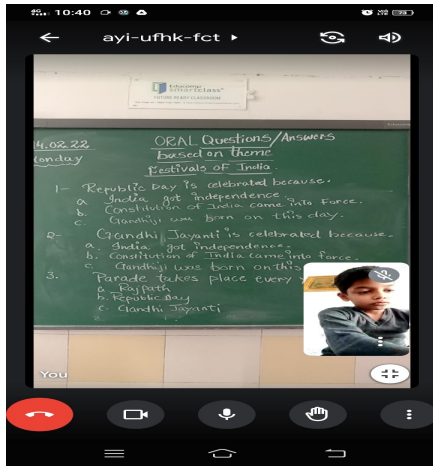 10:40
73
ayi-ufhk-fct
Educomp
smartclass
FUTURE READY CLASSROOM
14.02.22
Monday
ORAL Questions/Answers
based on theme
Festivals of India.
1- Republic Day is celebrated because.
a India got independence.
b. Constitution of India came into force.
c. Gandhiji was born on this day.
2- Gandhi Jayanti is celebrated because.
a. India got independence.
b. Constitution of India came into force.
c. Gandhiji was born on this
3. Parade takes place every
a. Rajpath
b. Republic Day
c. Gandhi Jayanti
You